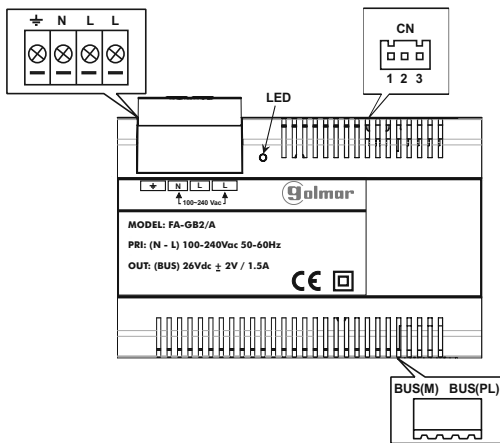 ⏚ N L L
CN
1 2 3
LED
⏚ N L L
100~240 Vac
golmar
MODEL: FA-GB2/A
PRI: (N - L) 100-240Vac 50-60Hz
OUT: (BUS) 26Vdc ± 2V / 1.5A
CE
BUS(M) BUS(PL)